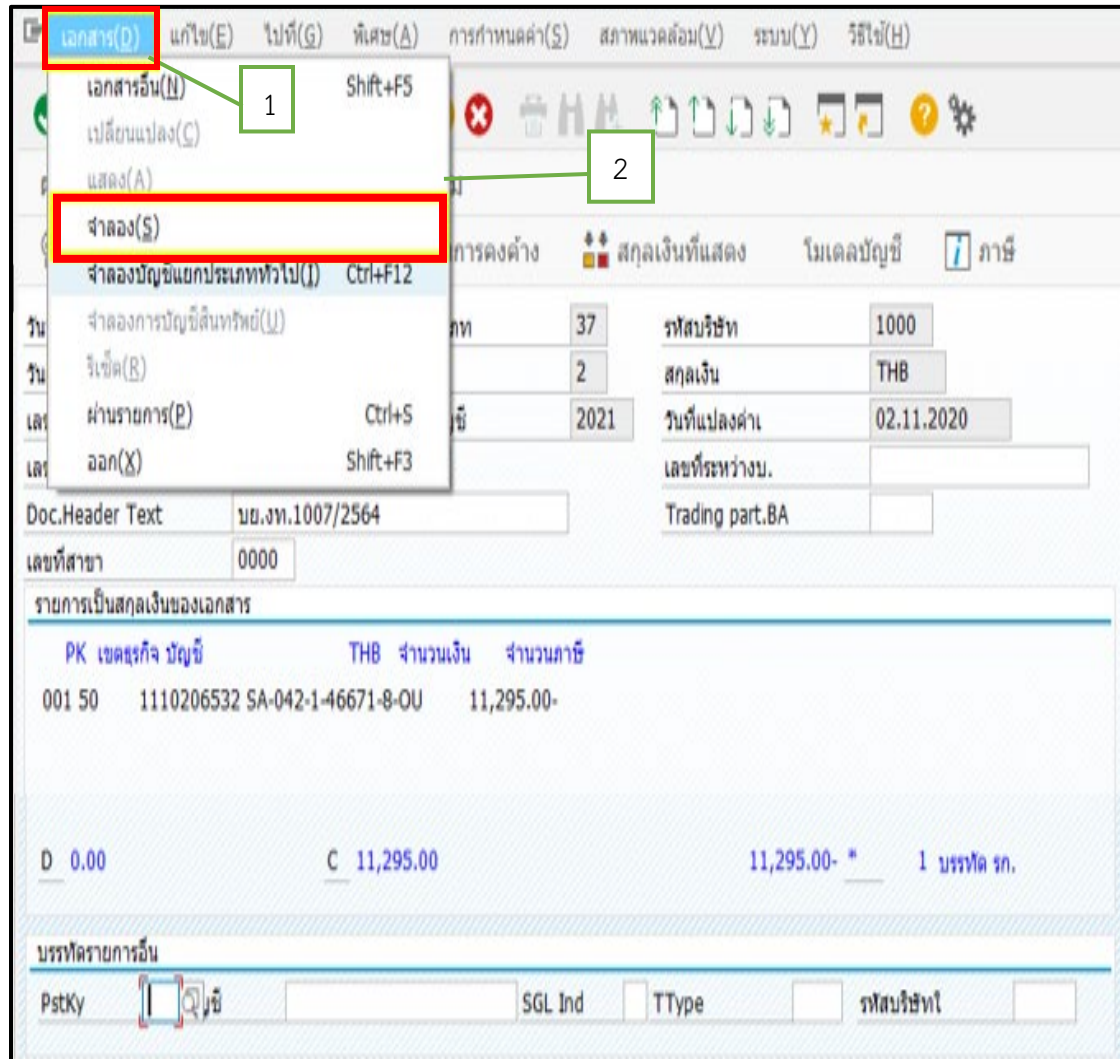 เอกสาร(D) แก้ไข(E) ไปที่(G) พิเศษ(A) การกำหนดค่า(S) สภาพแวดล้อม(V) ระบบ(Y) วิธีใช้(H)
เอกสารอื่น(N) Shift+F5
1
เปลี่ยนแปลง(C)
แสดง(A)
2
จำลอง(S)
การคงค้าง สกุลเงินที่แสดง โมเดลบัญชี ภาษี
จำลองบัญชีแยกประเภททั่วไป(I) Ctrl+F12
จำลองการบัญชีสินทรัพย์(U)
วัน ภท 37 รหัสบริษัท 1000
รีเซ็ต(R)
วัน 2 สกุลเงิน THB
ผ่านรายการ(P) Ctrl+S
เลข ชี 2021 วันที่แปลงค่าเ 02.11.2020
ออก(X) Shift+F3
เลข เลขที่ระหว่างบ.
Doc.Header Text บย.งท.1007/2564 Trading part.BA
เลขที่สาขา 0000
รายการเป็นสกุลเงินของเอกสาร
PK เขตธุรกิจ บัญชี THB จำนวนเงิน จำนวนภาษี
001 50 1110206532 SA-042-1-46671-8-OU 11,295.00-
D 0.00 C 11,295.00 11,295.00- * 1 บรรทัด รก.
บรรทัดรายการอื่น
PstKy ชี SGL Ind TType รหัสบริษัทใ